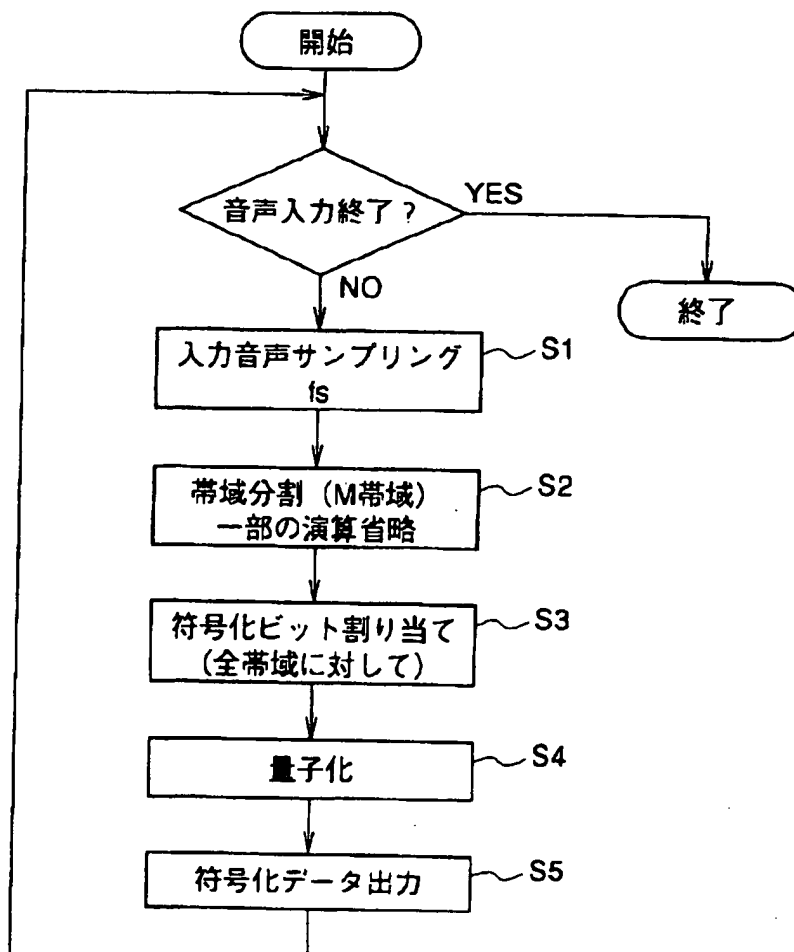 開始
音声入力終了？
YES
NO
終了
入力音声サンプリング
fs
S1
帯域分割（M帯域）
一部の演算省略
S2
符号化ビット割り当て
（全帯域に対して）
S3
量子化
S4
符号化データ出力
S5